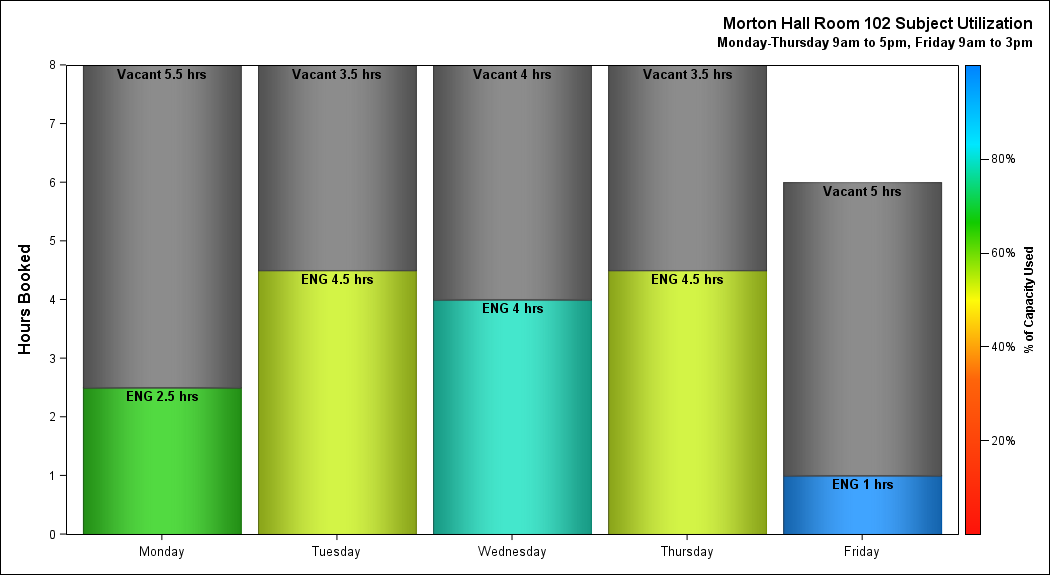 Morton Hall Room 102 Subject Utilization
Monday-Thursday 9am to 5pm, Friday 9am to 3pm
Hours Booked
8
7
6
5
4
3
2
1
0
Vacant 5.5 hrs
ENG 2.5 hrs
Vacant 3.5 hrs
ENG 4.5 hrs
Vacant 4 hrs
ENG 4 hrs
Vacant 3.5 hrs
ENG 4.5 hrs
Vacant 5 hrs
ENG 1 hrs
Monday
Tuesday
Wednesday
Thursday
Friday
80%
60%
40%
20%
% of Capacity Used